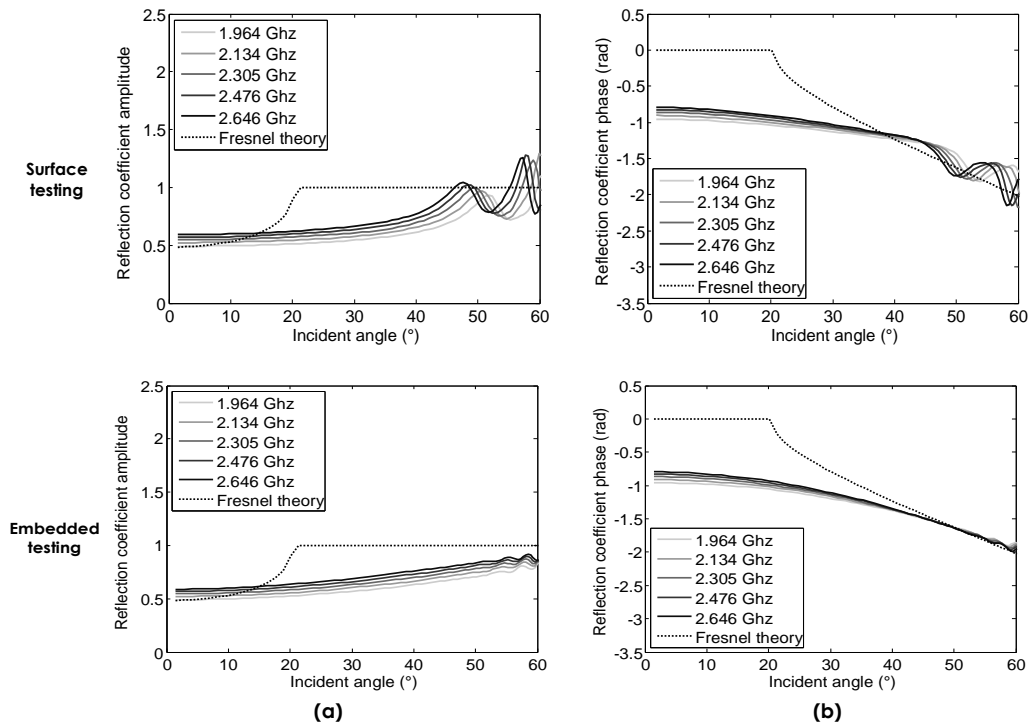 2.5
2
1.5
1
0.5
0
0
10
20
30
40
50
60
Reflection coefficient amplitude
Incident angle (°)
1.964 Ghz
2.134 Ghz
2.305 Ghz
2.476 Ghz
2.646 Ghz
Fresnel theory
0.5
0
-0.5
-1
-1.5
-2
-2.5
-3
-3.5
0
10
20
30
40
50
60
Reflection coefficient phase (rad)
Incident angle (°)
1.964 Ghz
2.134 Ghz
2.305 Ghz
2.476 Ghz
2.646 Ghz
Fresnel theory
Surface
testing
2.5
2
1.5
1
0.5
0
0
10
20
30
40
50
60
Reflection coefficient amplitude
Incident angle (°)
1.964 Ghz
2.134 Ghz
2.305 Ghz
2.476 Ghz
2.646 Ghz
Fresnel theory
0.5
0
-0.5
-1
-1.5
-2
-2.5
-3
-3.5
0
10
20
30
40
50
60
Reflection coefficient phase (rad)
Incident angle (°)
1.964 Ghz
2.134 Ghz
2.305 Ghz
2.476 Ghz
2.646 Ghz
Fresnel theory
Embedded
testing
(a)
(b)